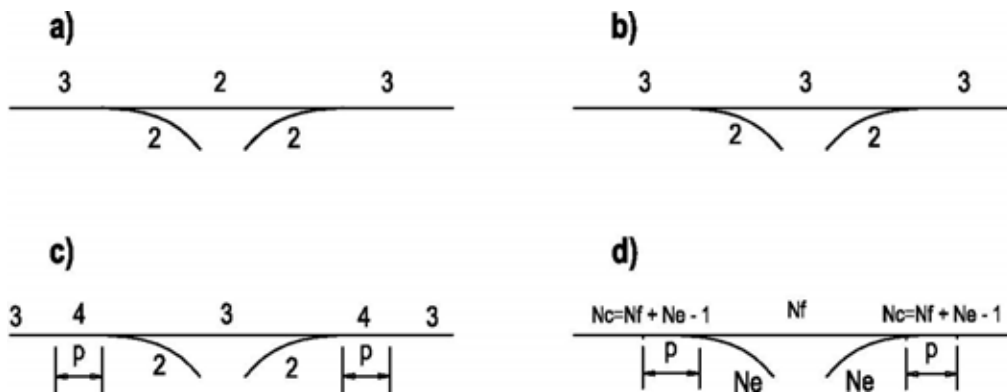 a)
3 2 3
2 2
b)
3 3 3
2 2
c)
3 4 3 4 3
p 2 2 p
d)
Nc=Nf + Ne - 1 Nf Nc=Nf + Ne - 1
p Ne Ne p